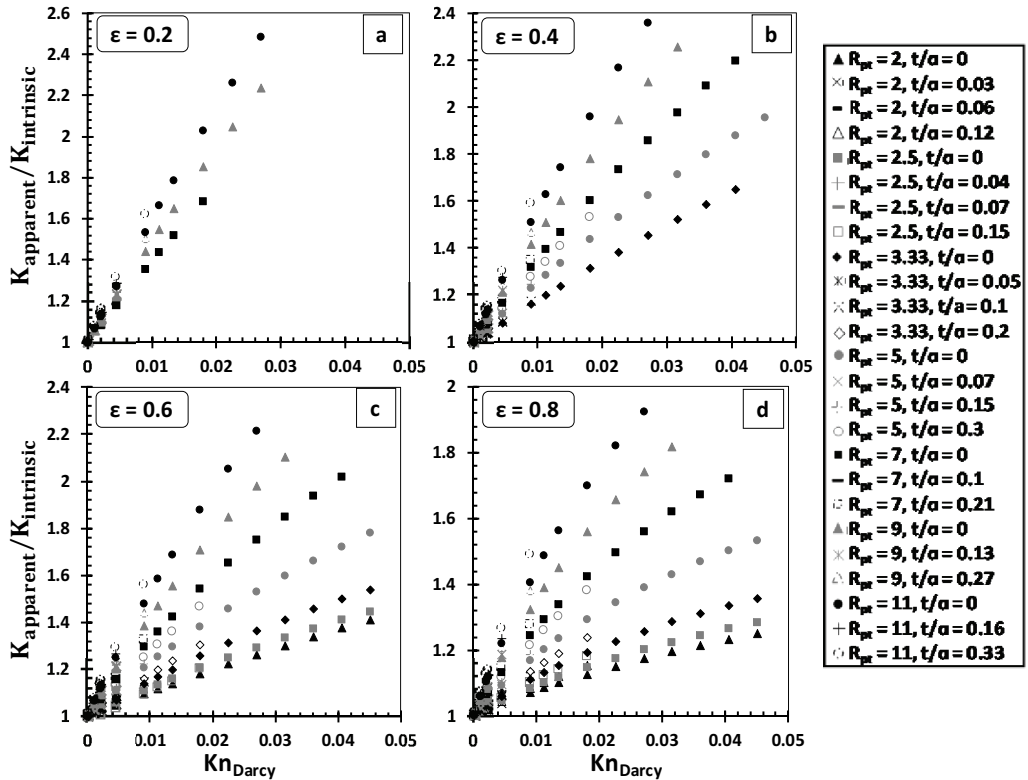 ε = 0.2
a
K_apparent / K_intrinsic
2.6
2.4
2.2
2
1.8
1.6
1.4
1.2
1
0
0.01
0.02
0.03
0.04
0.05
ε = 0.4
b
2.4
2.2
2
1.8
1.6
1.4
1.2
1
0
0.01
0.02
0.03
0.04
0.05
ε = 0.6
c
K_apparent / K_intrinsic
2.4
2.2
2
1.8
1.6
1.4
1.2
1
0
0.01
0.02
0.03
0.04
0.05
Kn_Darcy
ε = 0.8
d
2
1.8
1.6
1.4
1.2
1
0
0.01
0.02
0.03
0.04
0.05
Kn_Darcy
R_pt = 2, t/a = 0
R_pt = 2, t/a = 0.03
R_pt = 2, t/a = 0.06
R_pt = 2, t/a = 0.12
R_pt = 2.5, t/a = 0
R_pt = 2.5, t/a = 0.04
R_pt = 2.5, t/a = 0.07
R_pt = 2.5, t/a = 0.15
R_pt = 3.33, t/a = 0
R_pt = 3.33, t/a = 0.05
R_pt = 3.33, t/a = 0.1
R_pt = 3.33, t/a = 0.2
R_pt = 5, t/a = 0
R_pt = 5, t/a = 0.07
R_pt = 5, t/a = 0.15
R_pt = 5, t/a = 0.3
R_pt = 7, t/a = 0
R_pt = 7, t/a = 0.1
R_pt = 7, t/a = 0.21
R_pt = 9, t/a = 0
R_pt = 9, t/a = 0.13
R_pt = 9, t/a = 0.27
R_pt = 11, t/a = 0
R_pt = 11, t/a = 0.16
R_pt = 11, t/a = 0.33